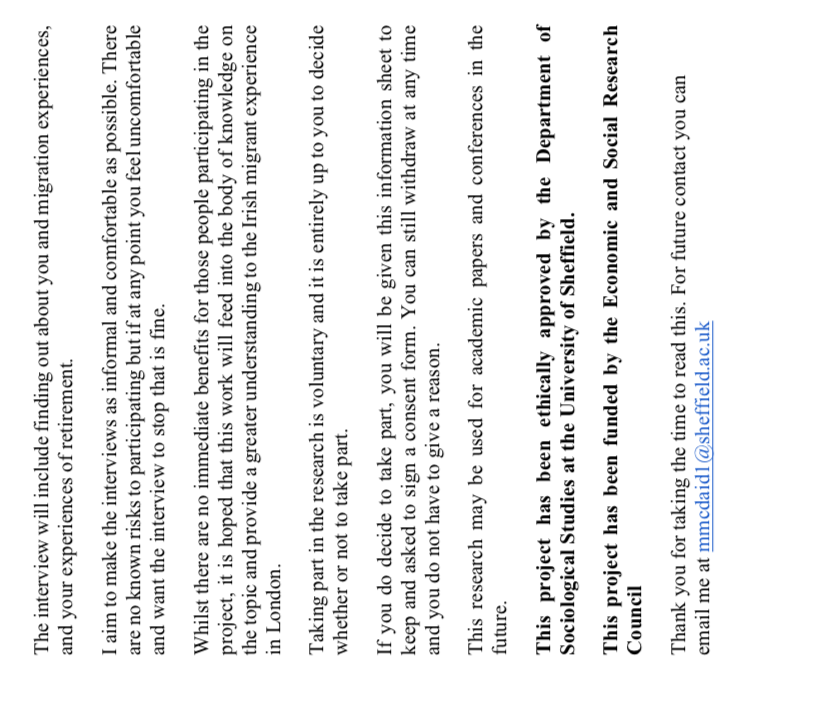 The interview will include finding out about you and migration experiences,
and your experiences of retirement.
I aim to make the interviews as informal and comfortable as possible. There
are no known risks to participating but if at any point you feel uncomfortable
and want the interview to stop that is fine.
Whilst there are no immediate benefits for those people participating in the
project, it is hoped that this work will feed into the body of knowledge on
the topic and provide a greater understanding to the Irish migrant experience
in London.
Taking part in the research is voluntary and it is entirely up to you to decide
whether or not to take part.
If you do decide to take part, you will be given this information sheet to
keep and asked to sign a consent form. You can still withdraw at any time
and you do not have to give a reason.
This research may be used for academic papers and conferences in the
future.
This project has been ethically approved by the Department of
Sociological Studies at the University of Sheffield.
This project has been funded by the Economic and Social Research
Council
Thank you for taking the time to read this. For future contact you can
email me at mmcdaid1@sheffield.ac.uk